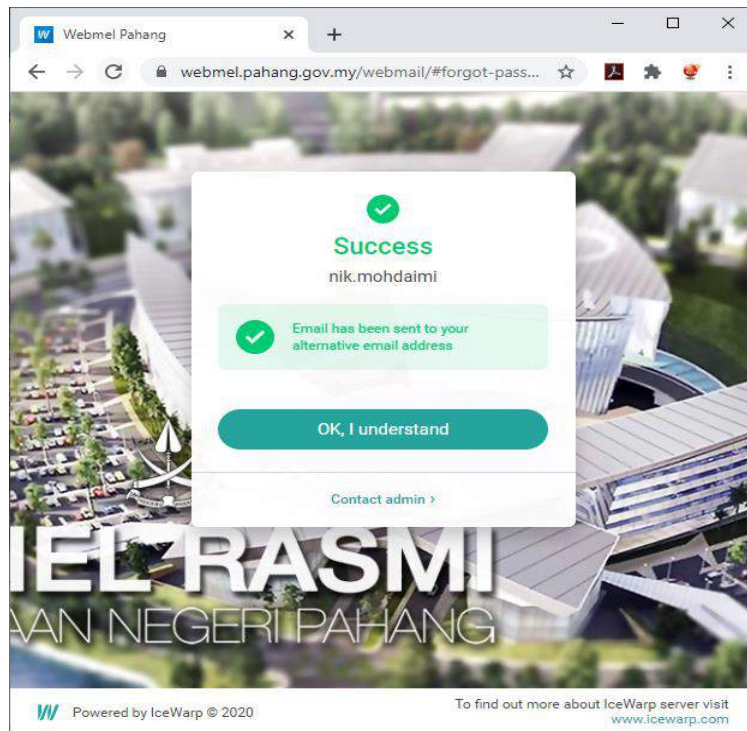 Webmel Pahang
webmel.pahang.gov.my/webmail/#forgot-pass...
Success
nik.mohdaimi
Email has been sent to your
alternative email address
OK, I understand
Contact admin ›
MEL RASMI
AAN NEGERI PAHANG
Powered by IceWarp © 2020
To find out more about IceWarp server visit
www.icewarp.com